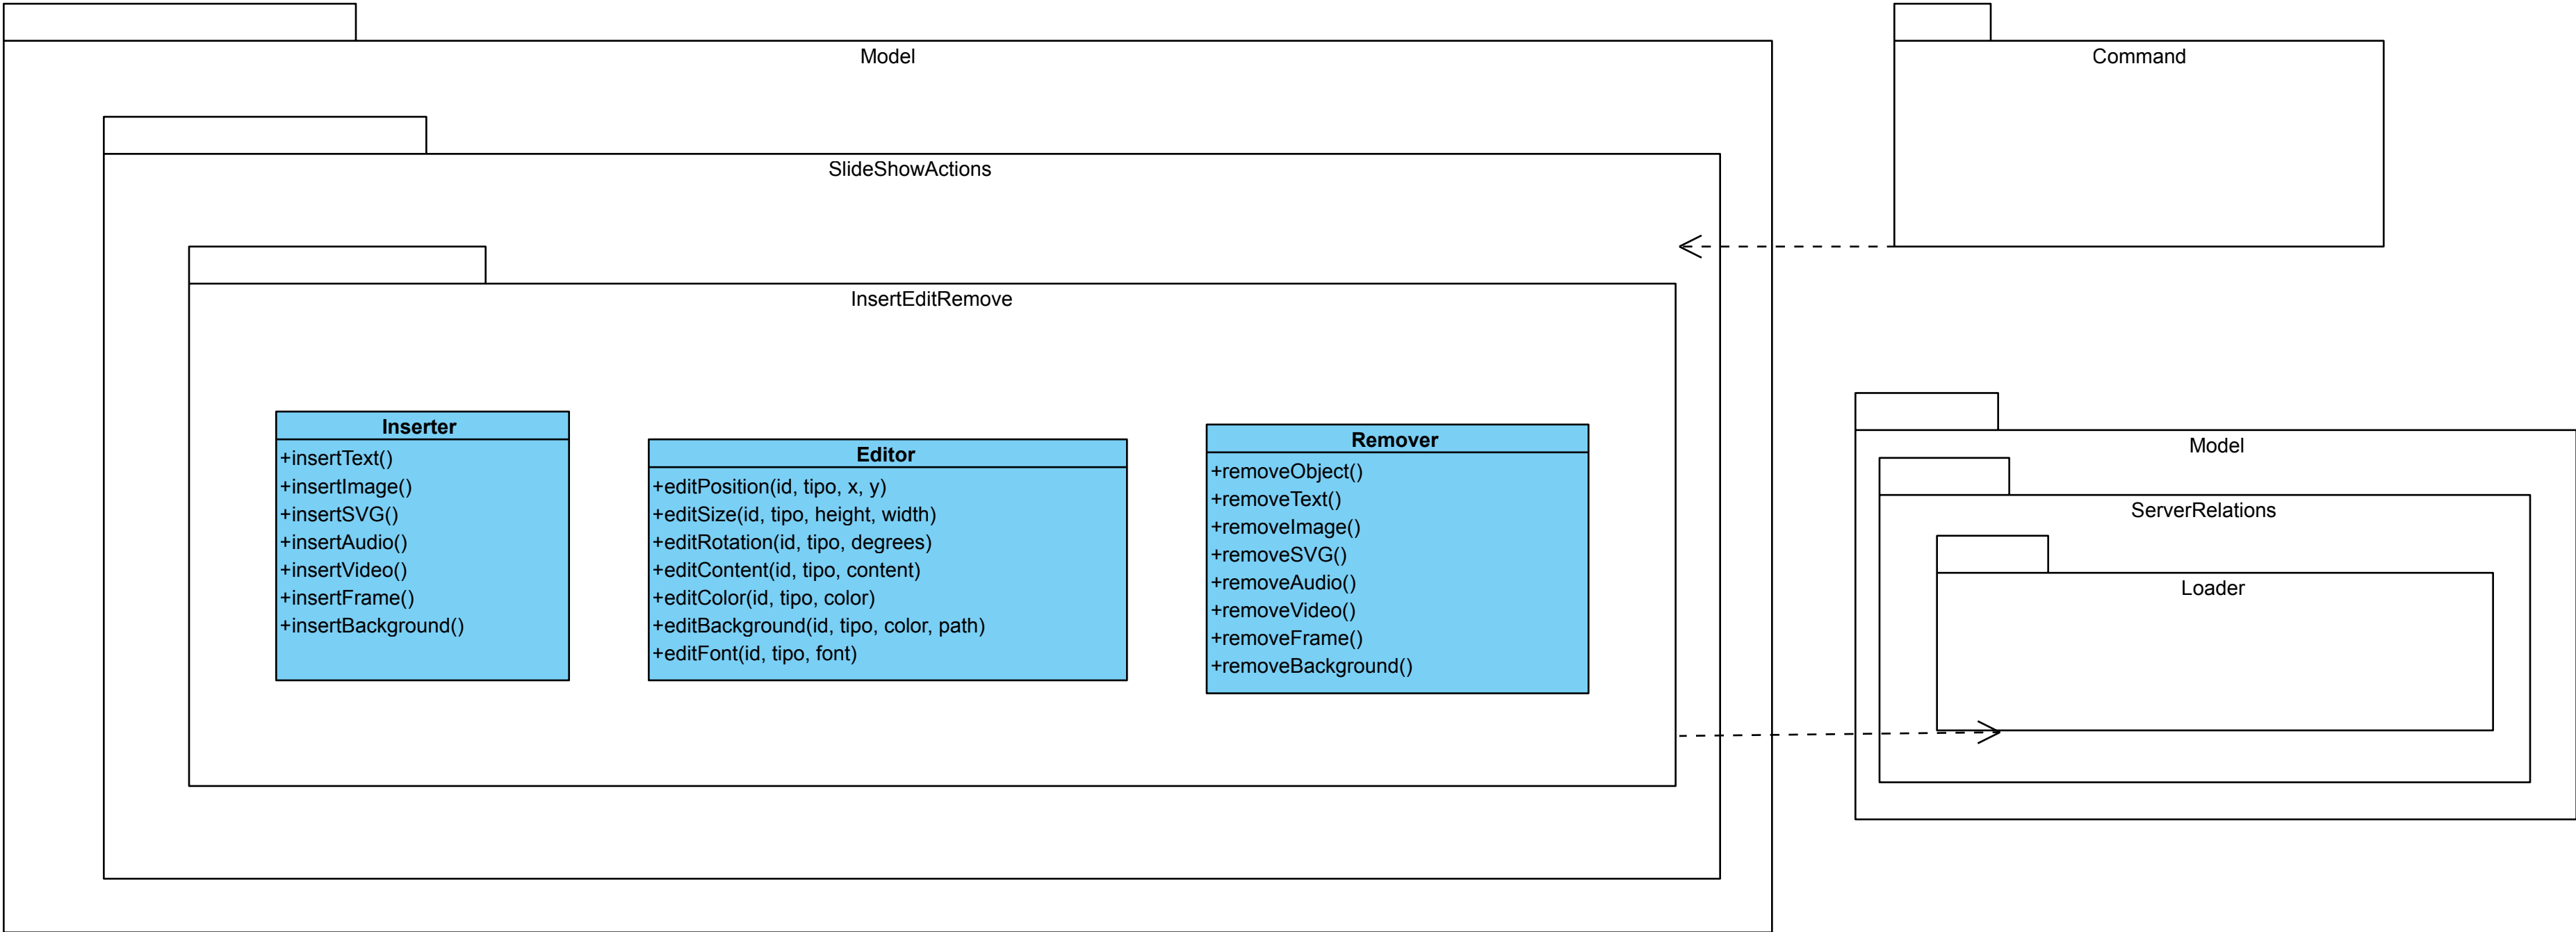 Model
SlideShowActions
InsertEditRemove
Inserter
+insertText()
+insertImage()
+insertSVG()
+insertAudio()
+insertVideo()
+insertFrame()
+insertBackground()
Editor
+editPosition(id, tipo, x, y)
+editSize(id, tipo, height, width)
+editRotation(id, tipo, degrees)
+editContent(id, tipo, content)
+editColor(id, tipo, color)
+editBackground(id, tipo, color, path)
+editFont(id, tipo, font)
Remover
+removeObject()
+removeText()
+removeImage()
+removeSVG()
+removeAudio()
+removeVideo()
+removeFrame()
+removeBackground()
Command
Model
ServerRelations
Loader